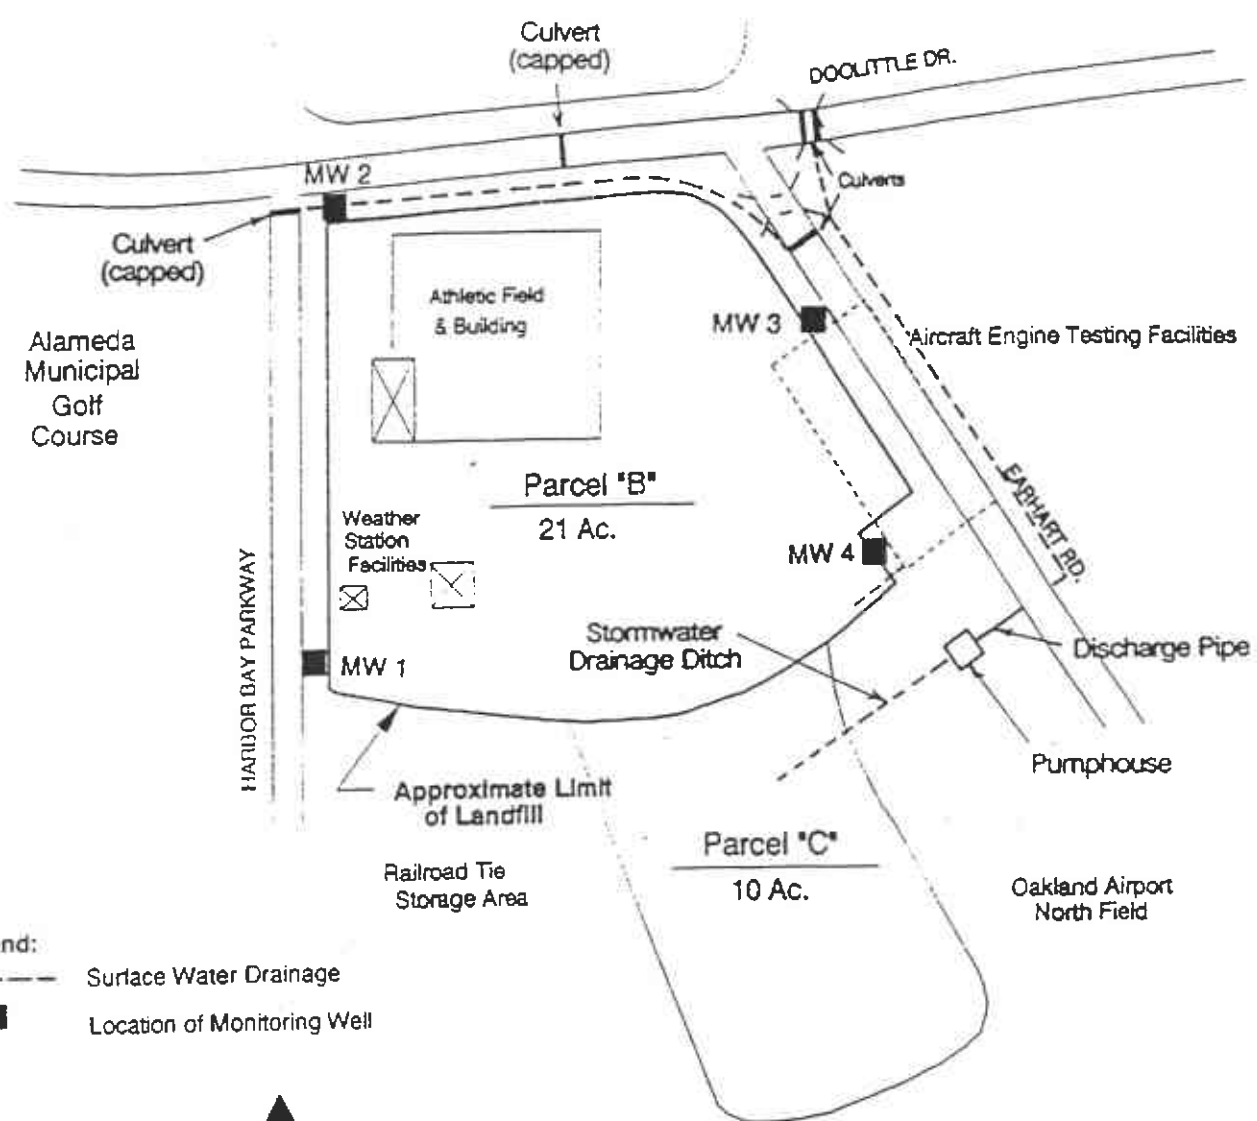 Culvert
(capped)
DOOLITTLE DR.
MW 2
Culverts
Culvert
(capped)
Athletic Field
& Building
MW 3
Aircraft Engine Testing Facilities
Alameda
Municipal
Golf
Course
Parcel "B"
21 Ac.
EARHART RD.
Weather
Station
Facilities
MW 4
HARBOR BAY PARKWAY
Stormwater
Drainage Ditch
Discharge Pipe
MW 1
Pumphouse
Approximate Limit
of Landfill
Parcel "C"
10 Ac.
Railroad Tie
Storage Area
Oakland Airport
North Field
nd:
Surface Water Drainage
Location of Monitoring Well